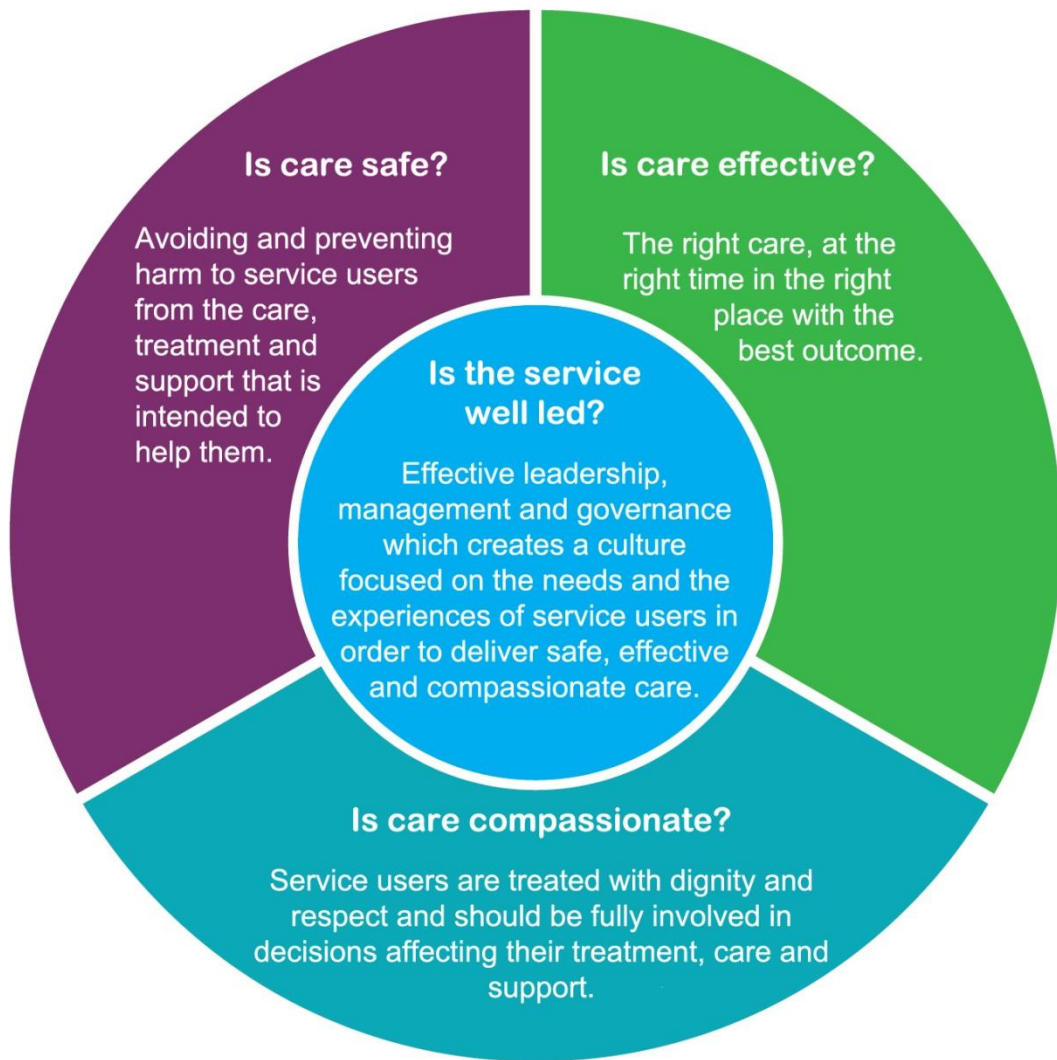 Is care safe?
Avoiding and preventing
harm to service users
from the care,
treatment and
support that is
intended to
help them.
Is care effective?
The right care, at the
right time in the right
place with the
best outcome.
Is the service
well led?
Effective leadership,
management and governance
which creates a culture
focused on the needs and the
experiences of service users in
order to deliver safe, effective
and compassionate care.
Is care compassionate?
Service users are treated with dignity and
respect and should be fully involved in
decisions affecting their treatment, care and
support.